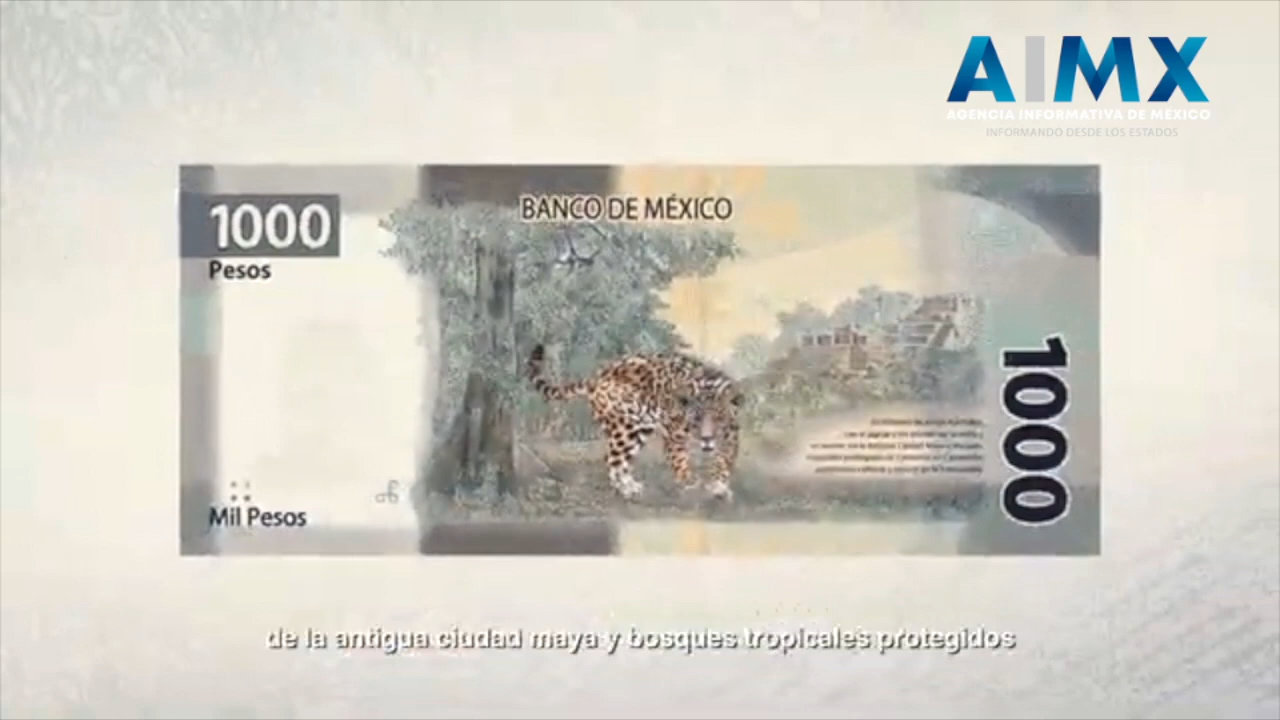 AIMX
AGENCIA INFORMATIVA DE MÉXICO
INFORMANDO DESDE LOS ESTADOS
1000
Pesos
BANCO DE MÉXICO
1000
Mil Pesos
de la antigua ciudad maya y bosques tropicales protegidos